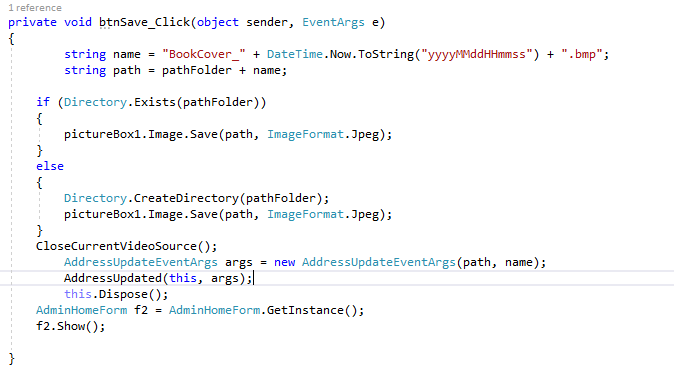 1 reference
private void btnSave_Click(object sender, EventArgs e)
{
string name = "BookCover_" + DateTime.Now.ToString("yyyyMMddHHmmss") + ".bmp";
string path = pathFolder + name;
if (Directory.Exists(pathFolder))
{
pictureBox1.Image.Save(path, ImageFormat.Jpeg);
}
else
{
Directory.CreateDirectory(pathFolder);
pictureBox1.Image.Save(path, ImageFormat.Jpeg);
}
CloseCurrentVideoSource();
AddressUpdateEventArgs args = new AddressUpdateEventArgs(path, name);
AddressUpdated(this, args);
this.Dispose();
AdminHomeForm f2 = AdminHomeForm.GetInstance();
f2.Show();
}